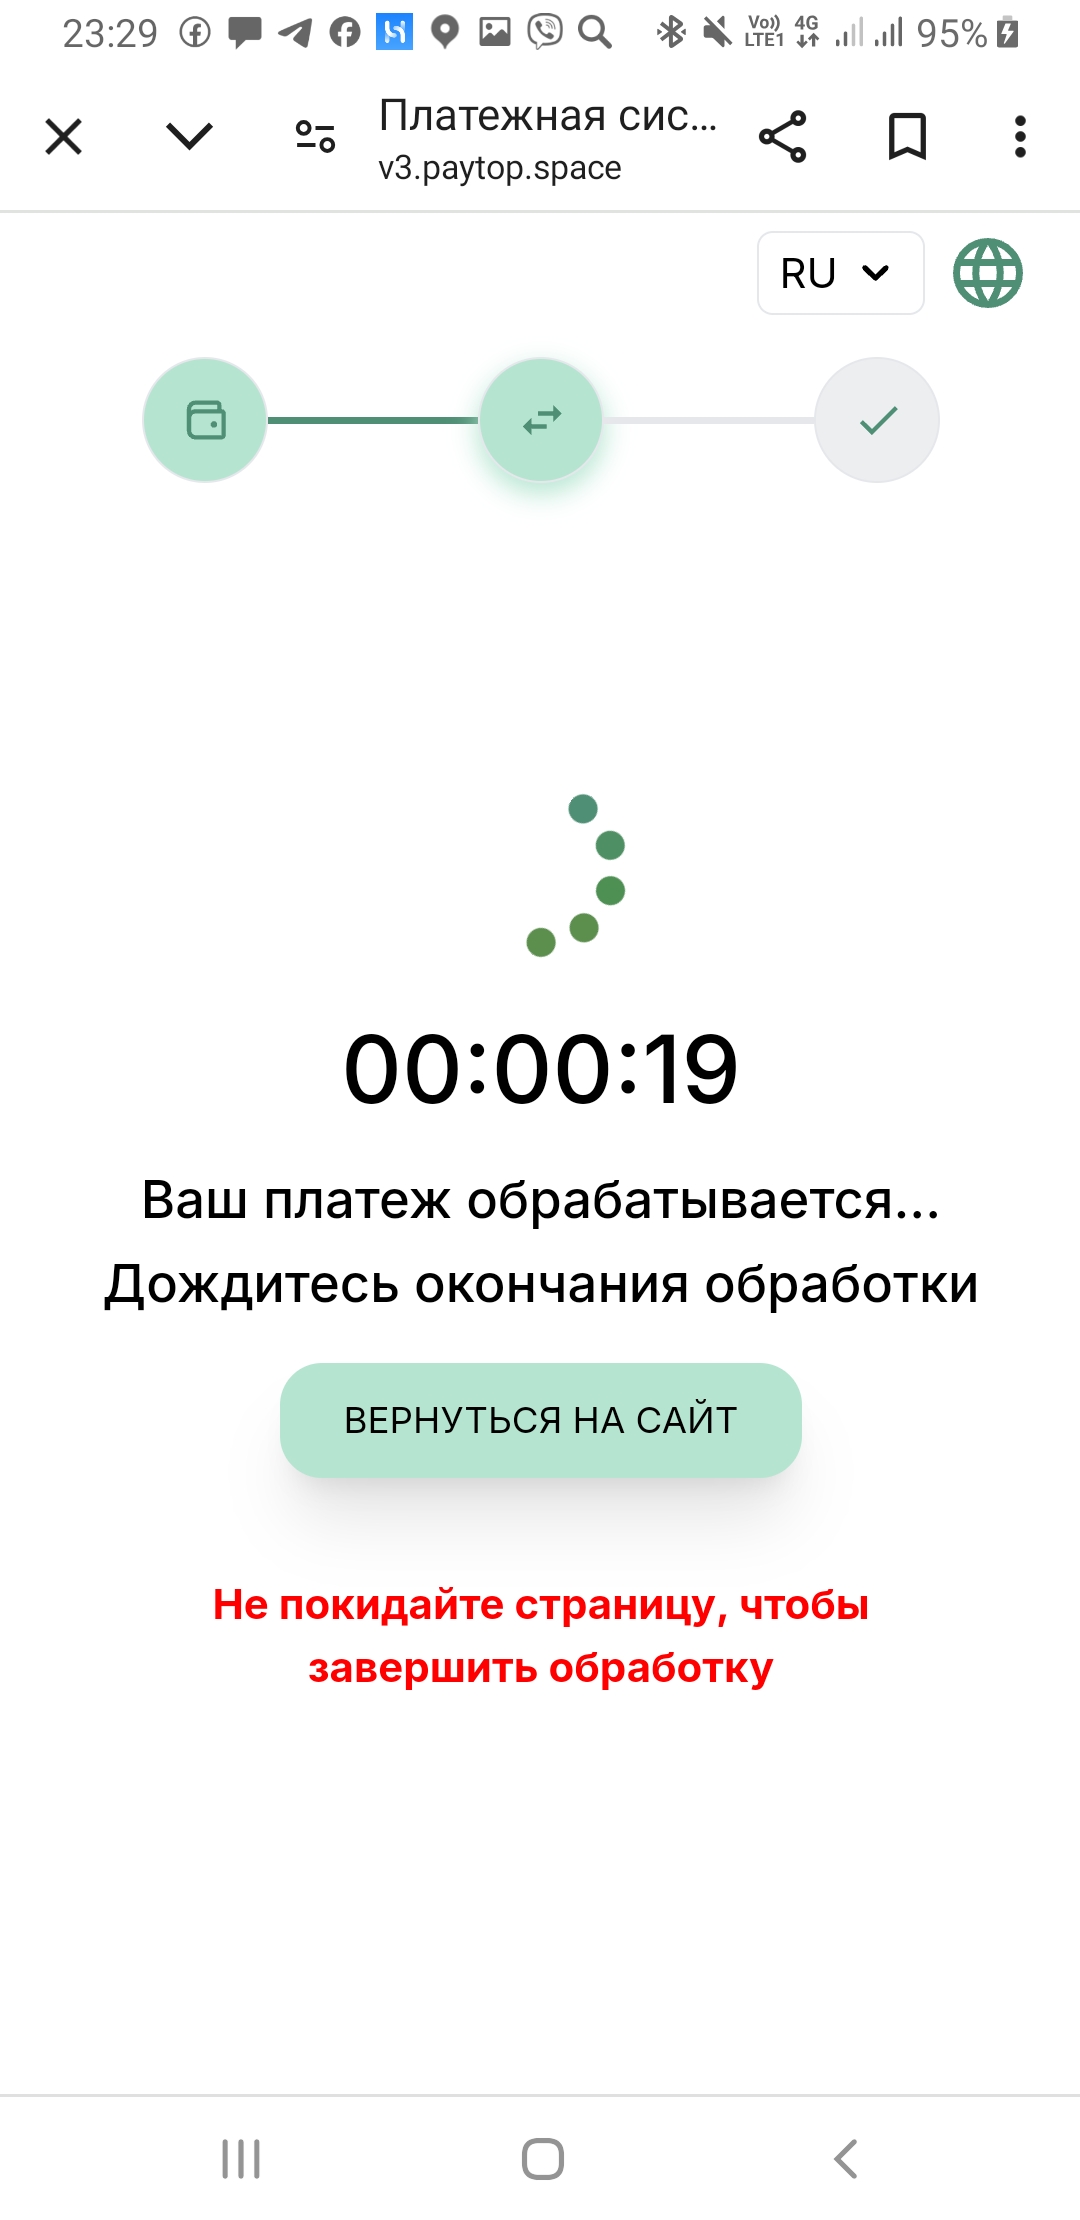 23:29
Vo)) LTE1
4G
95%
Платежная сис...
v3.paytop.space
RU
00:00:19
Ваш платеж обрабатывается...
Дождитесь окончания обработки
ВЕРНУТЬСЯ НА САЙТ
Не покидайте страницу, чтобы
завершить обработку